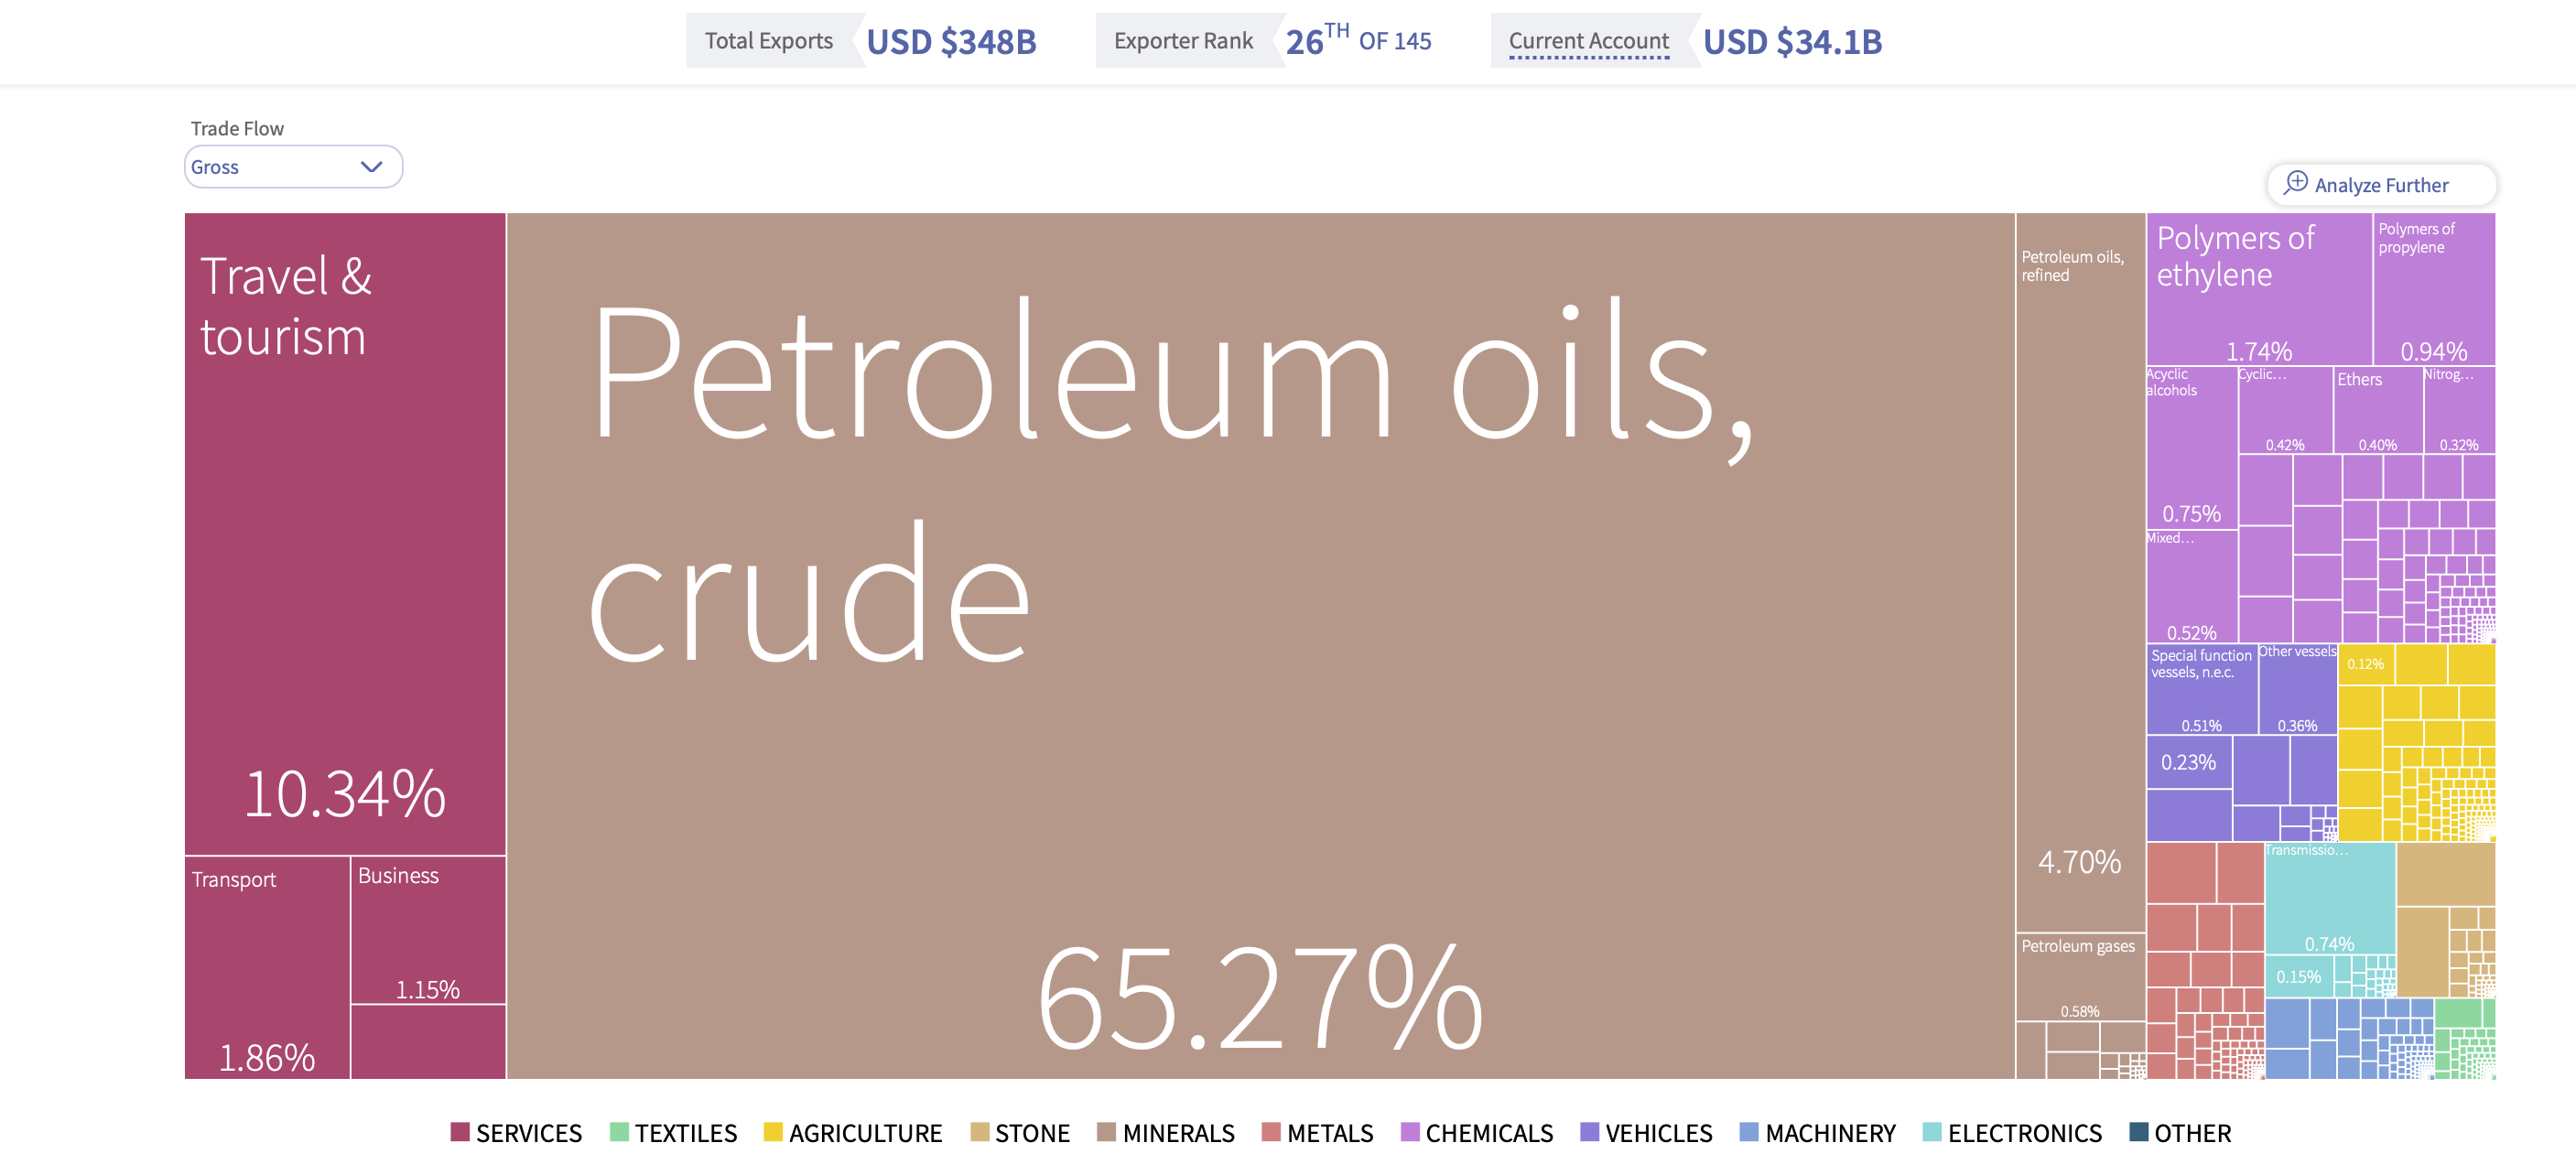 Total Exports USD $348B Exporter Rank 26TH OF 145 Current Account USD $34.1B
Trade Flow
Gross
Analyze Further
Travel &
tourism
10.34%
Transport
1.86%
Business
1.15%
Petroleum oils,
crude
65.27%
Petroleum oils,
refined
4.70%
Petroleum gases
0.58%
Polymers of
ethylene
1.74%
Polymers of
propylene
0.94%
Acyclic
alcohols
0.75%
Cyclic...
0.42%
Ethers
0.40%
Nitrog...
0.32%
Mixed...
0.52%
Special function
vessels, n.e.c.
0.51%
Other vessels
0.36%
0.23%
0.12%
Transmissio...
0.74%
0.15%
SERVICES TEXTILES AGRICULTURE STONE MINERALS METALS CHEMICALS VEHICLES MACHINERY ELECTRONICS OTHER